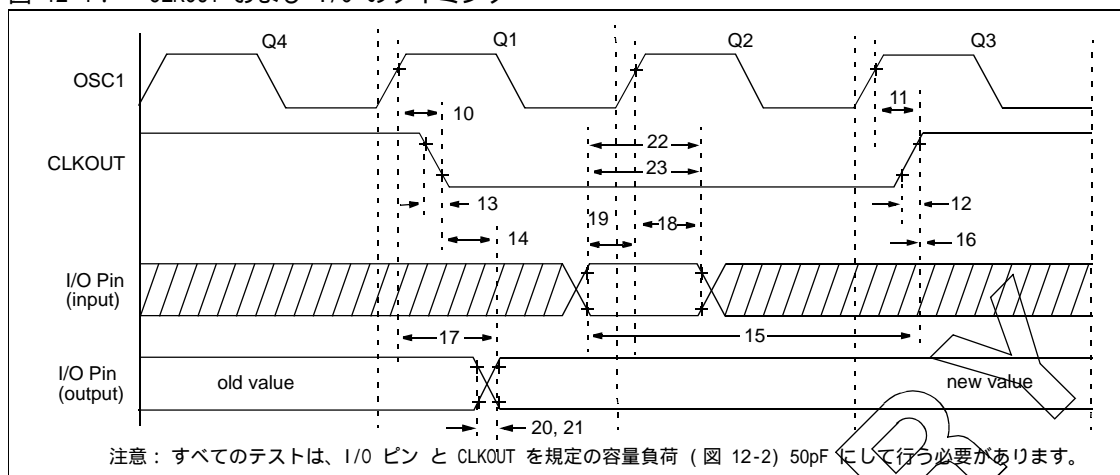 図 12-4 : CLKOUT および I/O のタイミング
Q4 Q1 Q2 Q3
OSC1
10 11
22
CLKOUT
23
13 19 18 12
14 16
I/O Pin
(input)
17 15
I/O Pin
(output)
old value new value
20, 21
注意 : すべてのテストは、I/O ピン と CLKOUT を規定の容量負荷 ( 図 12-2) 50pF にして行う必要があります。